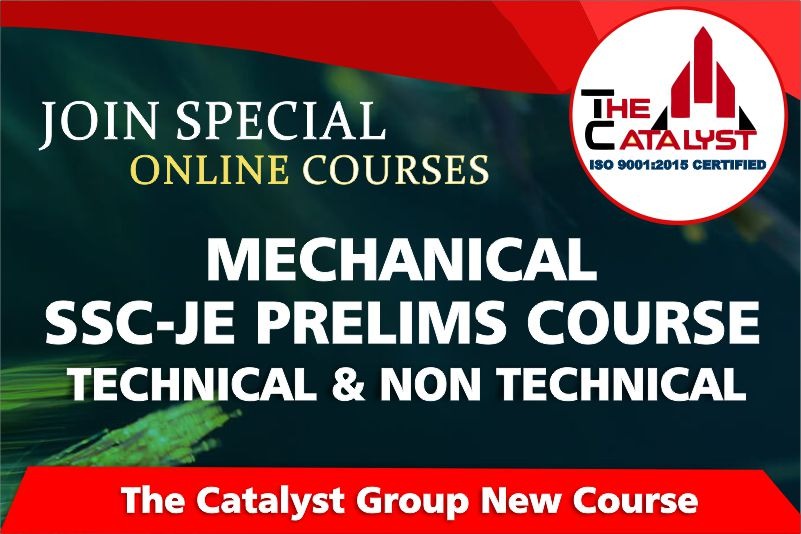 JOIN SPECIAL
ONLINE COURSES
THE
CATALYST
ISO 9001:2015 CERTIFIED
MECHANICAL
SSC-JE PRELIMS COURSE
TECHNICAL & NON TECHNICAL
The Catalyst Group New Course